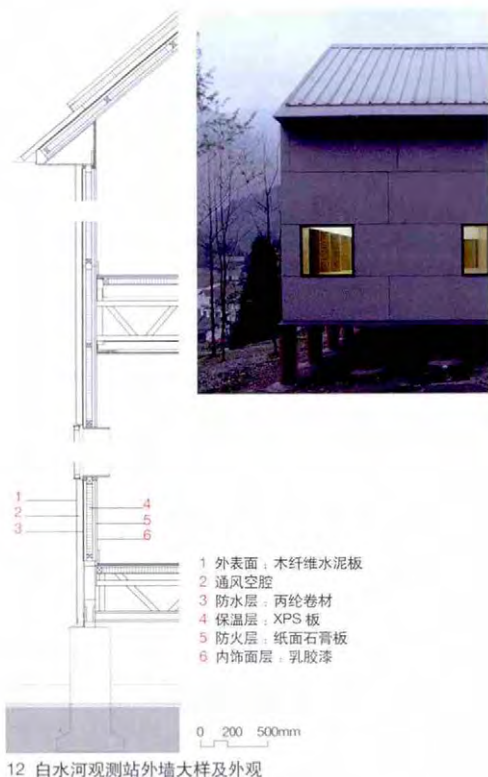 1
2
3
4
5
6
1 外表面：木纤维水泥板
2 通风空腔
3 防水层：丙纶卷材
4 保温层：XPS 板
5 防火层：纸面石膏板
6 内饰面层：乳胶漆
0 200 500mm
12 白水河观测站外墙大样及外观